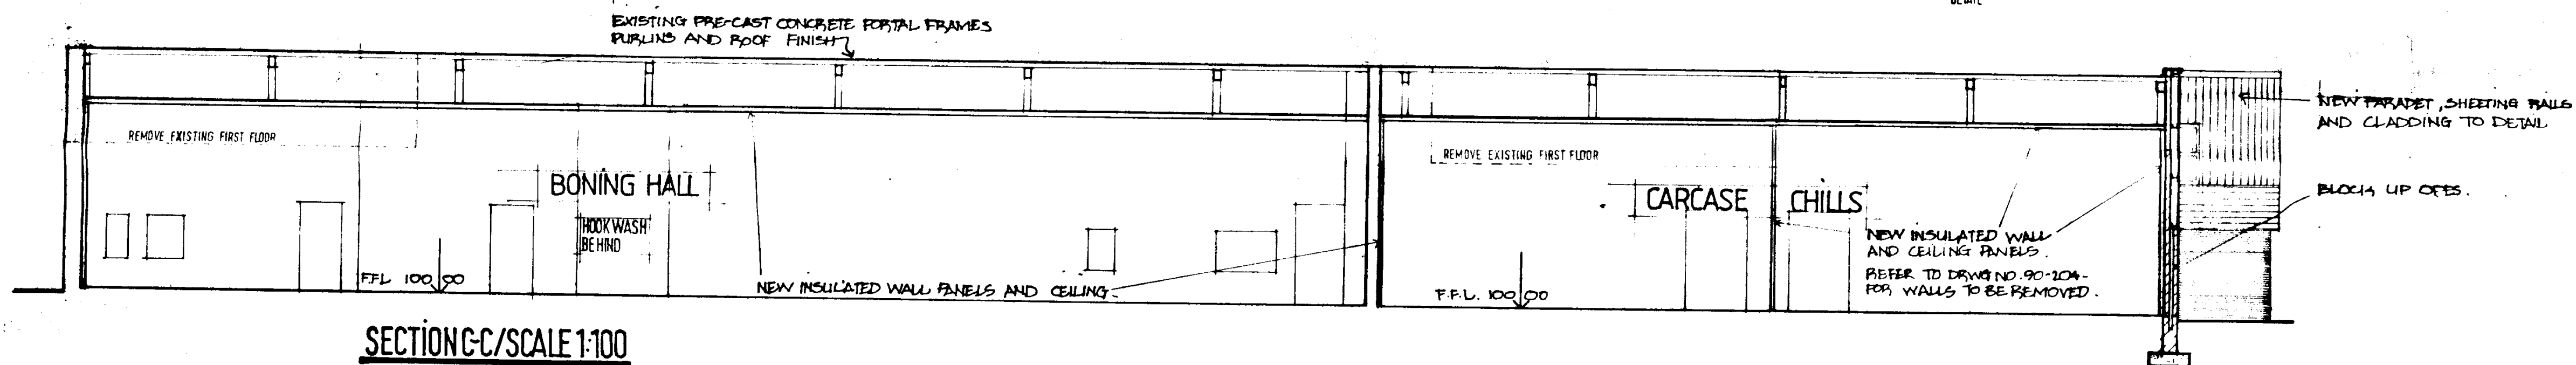 DETAIL
EXISTING PRE-CAST CONCRETE PORTAL FRAMES
PURLINS AND ROOF FINISH
NEW PARAPET, SHEETING RAILS
AND CLADDING TO DETAIL
REMOVE EXISTING FIRST FLOOR
REMOVE EXISTING FIRST FLOOR
BONING HALL
HOOK WASH
BEHIND
CARCASE CHILLS
BLOCK UP OPES.
NEW INSULATED WALL
AND CEILING PANELS.
REFER TO DRWG NO. 90-204-
FOR WALLS TO BE REMOVED.
F.F.L. 100,00
NEW INSULATED WALL PANELS AND CEILING.
F.F.L. 100,00
SECTION C-C/SCALE 1:100